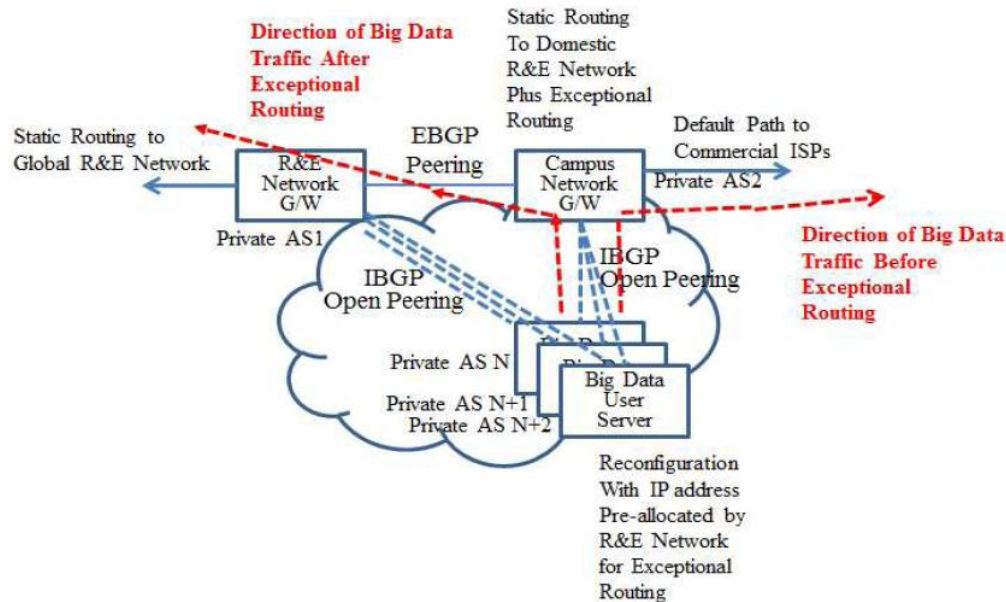 Direction of Big Data
Traffic After
Exceptional
Routing
Static Routing
To Domestic
R&E Network
Plus Exceptional
Routing
Static Routing to
Global R&E Network
EBGP
Peering
Default Path to
Commercial ISPs
R&E
Network
G/W
Campus
Network
G/W
Private AS2
Private AS1
Direction of Big Data
Traffic Before
Exceptional
Routing
IBGP
Open Peering
IBGP
Open Peering
Private AS N
Private AS N+1
Private AS N+2
Big Data
User
Server
Reconfiguration
With IP address
Pre-allocated by
R&E Network
for Exceptional
Routing